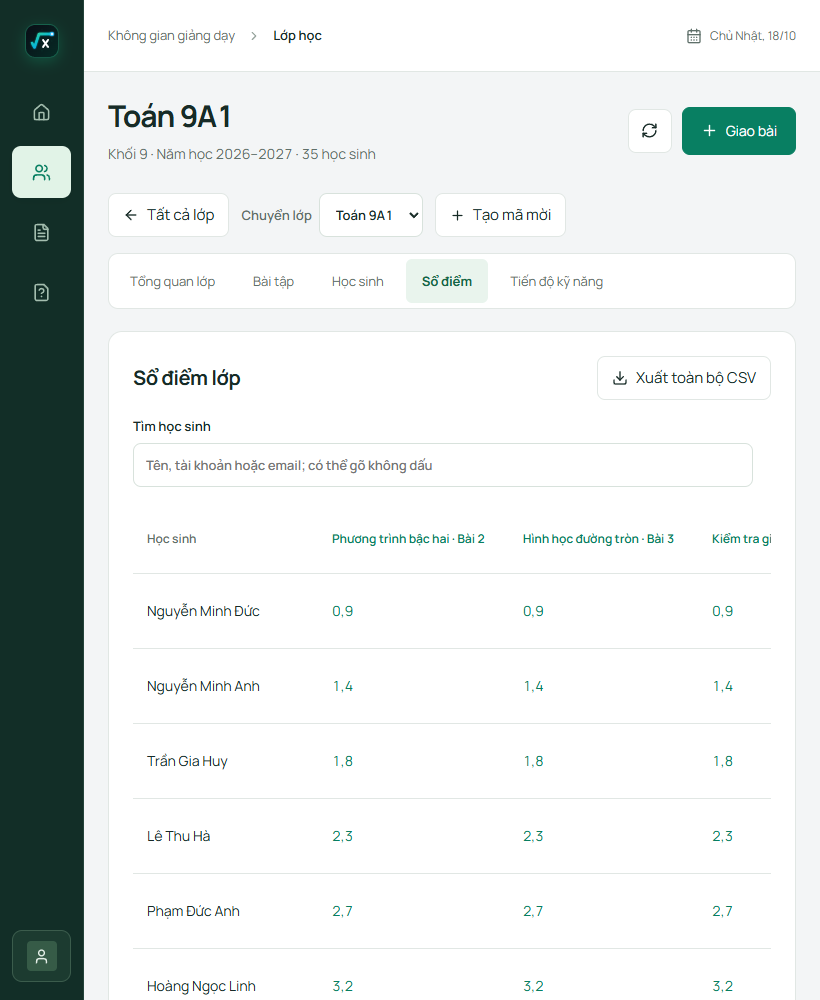 √x
Không gian giảng dạy > Lớp học
Chủ Nhật, 18/10
Toán 9A1
Khối 9 · Năm học 2026–2027 · 35 học sinh
Giao bài
Tất cả lớp
Chuyển lớp
Toán 9A1
Tạo mã mới
Tổng quan lớp
Bài tập
Học sinh
Sổ điểm
Tiến độ kỹ năng
Sổ điểm lớp
Xuất toàn bộ CSV
Tìm học sinh
Tên, tài khoản hoặc email; có thể gõ không dấu
Học sinh Phương trình bậc hai · Bài 2 Hình học đường tròn · Bài 3 Kiểm tra gi
Nguyễn Minh Đức 0,9 0,9 0,9
Nguyễn Minh Anh 1,4 1,4 1,4
Trần Gia Huy 1,8 1,8 1,8
Lê Thu Hà 2,3 2,3 2,3
Phạm Đức Anh 2,7 2,7 2,7
Hoàng Ngọc Linh 3,2 3,2 3,2